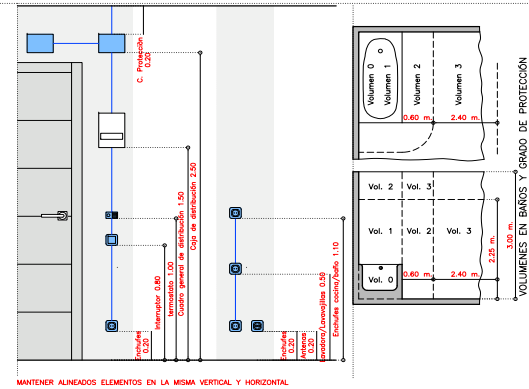 C. Protección
0.20
Caja de distribución 2.50
Cuadro general de distribución 1.50
termostato 1.00
Interruptor 0.80
Enchufes
0.20
Enchufes
0.20
Antenas
0.20
Lavadora/Lavavajillas 0.50
Enchufes cocina/baño 1.10
MANTENER ALINEADOS ELEMENTOS EN LA MISMA VERTICAL Y HORIZONTAL
Volumen 0
Volumen 1
Volumen 2
Volumen 3
0.60 m.
2.40 m.
Vol. 2
Vol. 3
Vol. 1
Vol. 2
Vol. 3
Vol. 0
0.60 m.
2.40 m.
2.25 m.
3.00 m.
VOLUMENES EN BAÑOS Y GRADO DE PROTECCIÓN